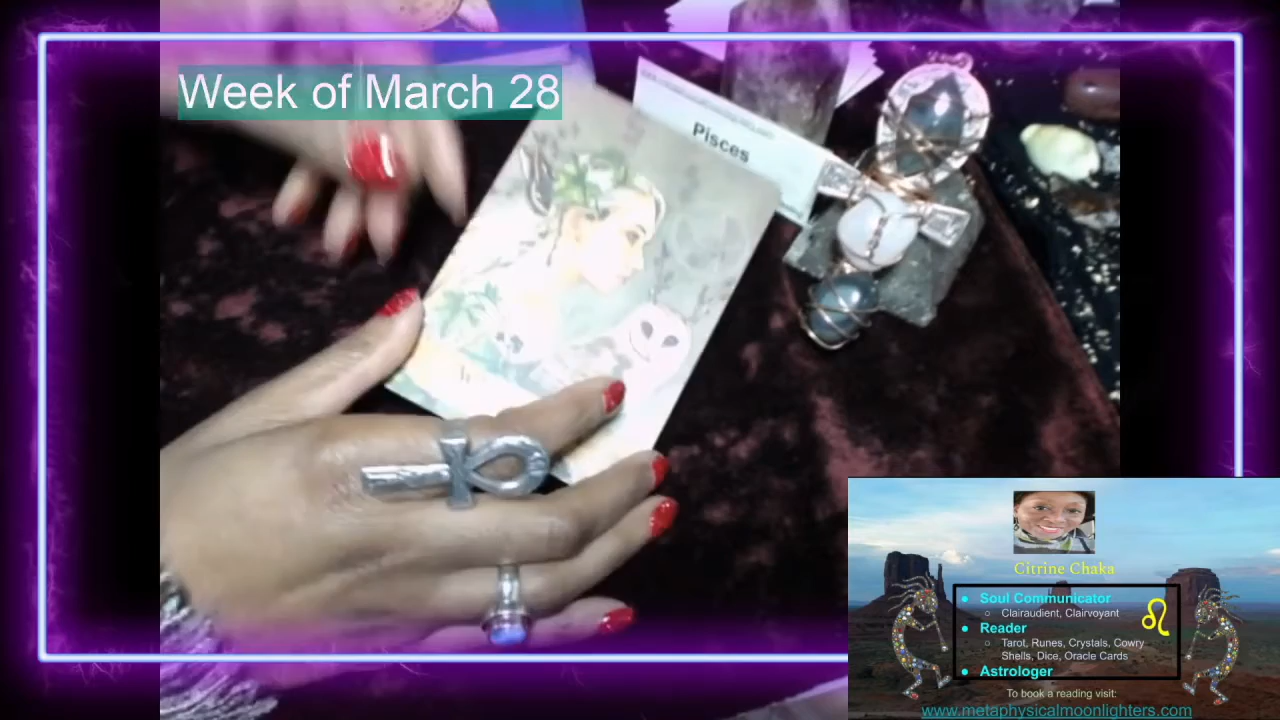 Week of March 28
Pisces
Citrine Chaka
Soul Communicator
Clairaudient, Clairvoyant
Reader
Tarot, Runes, Crystals, Cowry
Shells, Dice, Oracle Cards
Astrologer
To book a reading visit:
www.metaphysicalmoonlighters.com